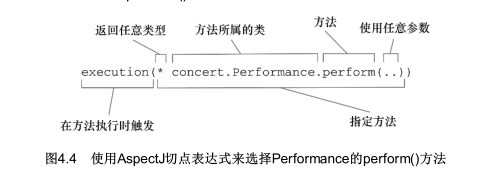 返回任意类型 方法所属的类 方法 使用任意参数
execution(* concert.Performance.perform(..))
在方法执行时触发 指定方法
图4.4 使用AspectJ切点表达式来选择Performance的perform()方法